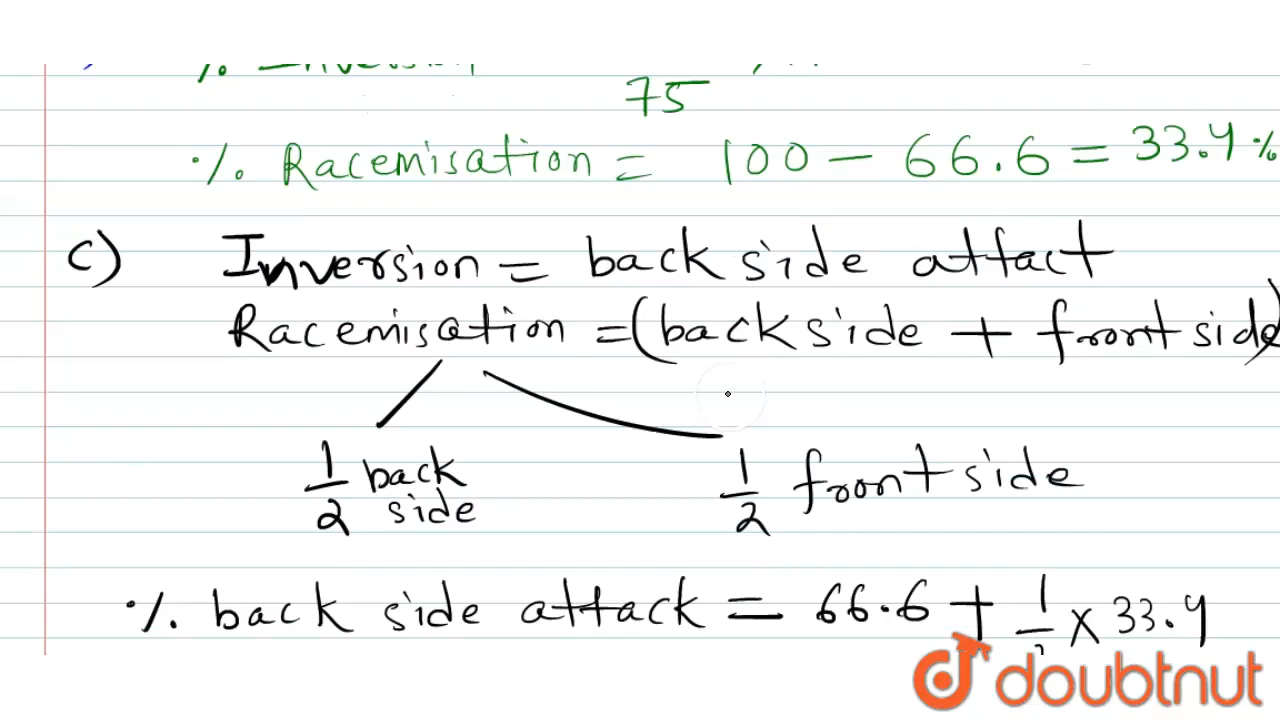 75
% Racemisation = 100 - 66.6 = 33.4 %
c) Inversion = back side attact
Racemisation = (back side + front side)
1/2 back side 1/2 front side
% back side attack = 66.6 + 1/2 x 33.4
doubtnut